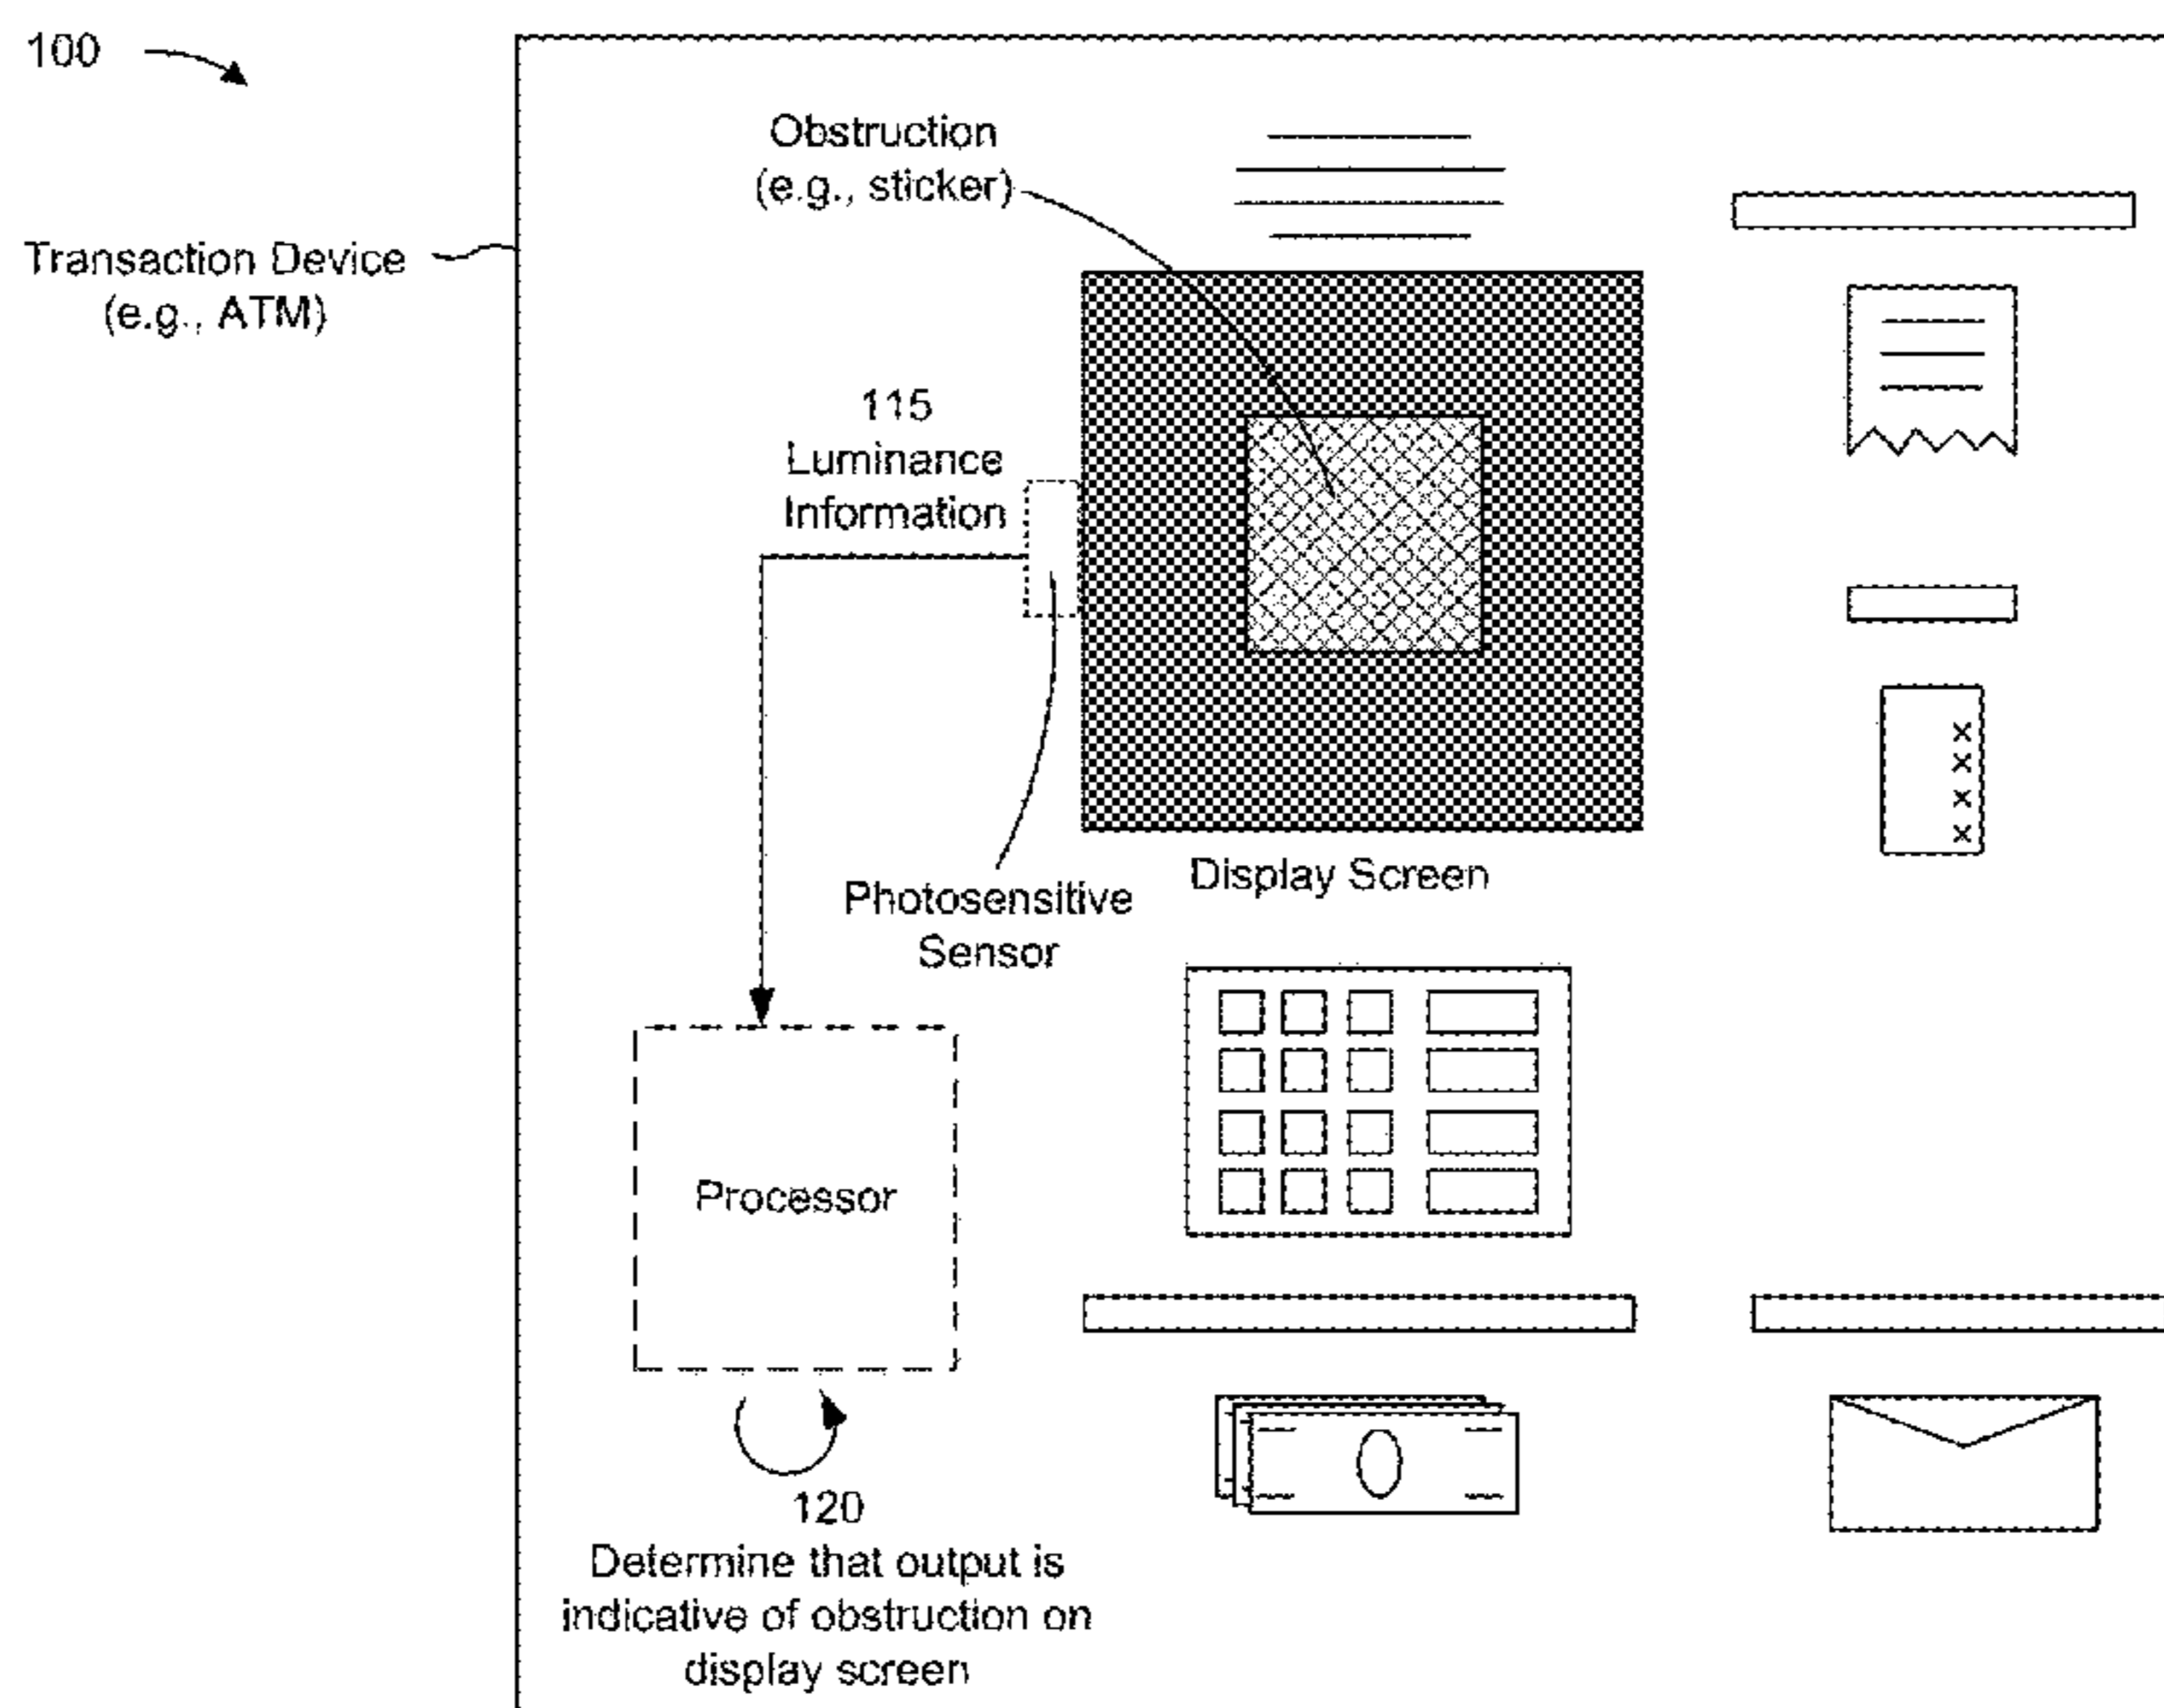 100
Obstruction
(e.g., sticker)
Transaction Device
(e.g., ATM)
115
Luminance
Information
Photosensitive
Sensor
Display Screen
x
x
x
x
Processor
120
Determine that output is
indicative of obstruction on
display screen